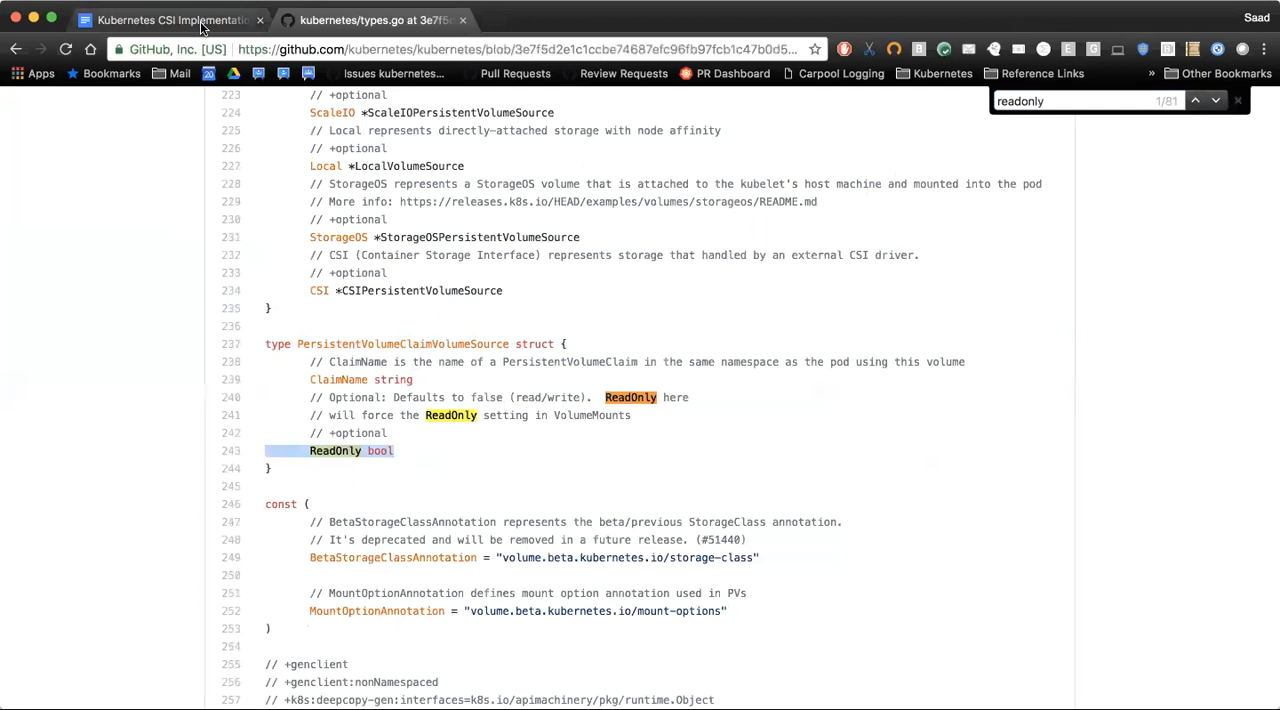 Kubernetes CSI Implementatio ×
kubernetes/types.go at 3e7f5d ×
Saad
GitHub, Inc. [US]
https://github.com/kubernetes/kubernetes/blob/3e7f5d2e1c1ccbe74687efc96fb97fcb1c47b0d5...
Apps
Bookmarks
Mail
Issues kubernetes...
Pull Requests
Review Requests
PR Dashboard
Carpool Logging
Kubernetes
Reference Links
»
Other Bookmarks
readonly 1/81
223 // +optional
224 ScaleIO *ScaleIOPersistentVolumeSource
225 // Local represents directly-attached storage with node affinity
226 // +optional
227 Local *LocalVolumeSource
228 // StorageOS represents a StorageOS volume that is attached to the kubelet's host machine and mounted into the pod
229 // More info: https://releases.k8s.io/HEAD/examples/volumes/storageos/README.md
230 // +optional
231 StorageOS *StorageOSPersistentVolumeSource
232 // CSI (Container Storage Interface) represents storage that handled by an external CSI driver.
233 // +optional
234 CSI *CSIPersistentVolumeSource
235 }
236
237 type PersistentVolumeClaimVolumeSource struct {
238 // ClaimName is the name of a PersistentVolumeClaim in the same namespace as the pod using this volume
239 ClaimName string
240 // Optional: Defaults to false (read/write). ReadOnly here
241 // will force the ReadOnly setting in VolumeMounts
242 // +optional
243 ReadOnly bool
244 }
245
246 const (
247 // BetaStorageClassAnnotation represents the beta/previous StorageClass annotation.
248 // It's deprecated and will be removed in a future release. (#51440)
249 BetaStorageClassAnnotation = "volume.beta.kubernetes.io/storage-class"
250
251 // MountOptionAnnotation defines mount option annotation used in PVs
252 MountOptionAnnotation = "volume.beta.kubernetes.io/mount-options"
253 )
254
255 // +genclient
256 // +genclient:nonNamespaced
257 // +k8s:deepcopy-gen:interfaces=k8s.io/apimachinery/pkg/runtime.Object